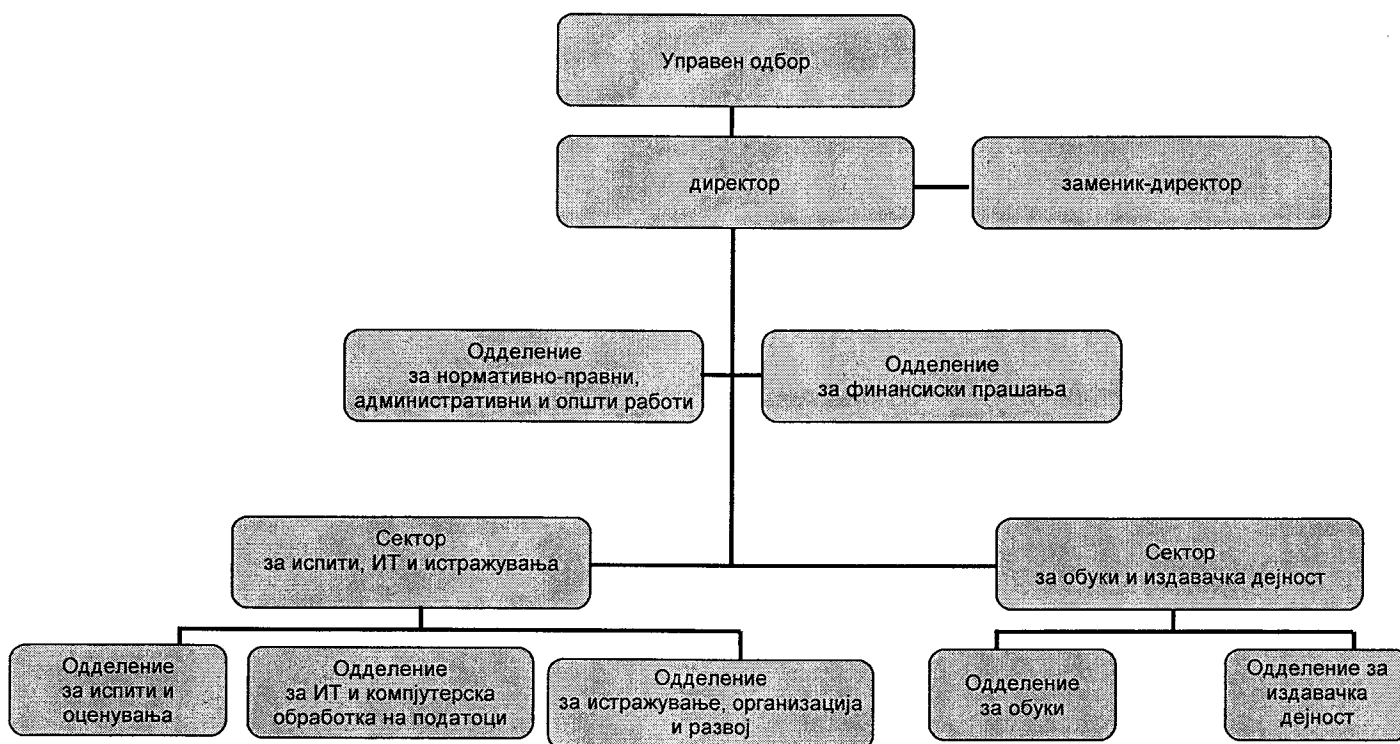 Управен одбор
директор
заменик-директор
Одделение
за нормативно-правни,
административни и општи работи
Одделение
за финансиски прашања
Сектор
за испити, ИТ и истражувања
Сектор
за обуки и издавачка дејност
Одделение
за испити и
оценувања
Одделение
за ИТ и компјутерска
обработка на податоци
Одделение
за истражување, организација
и развој
Одделение
за обуки
Одделение за
издавачка
дејност